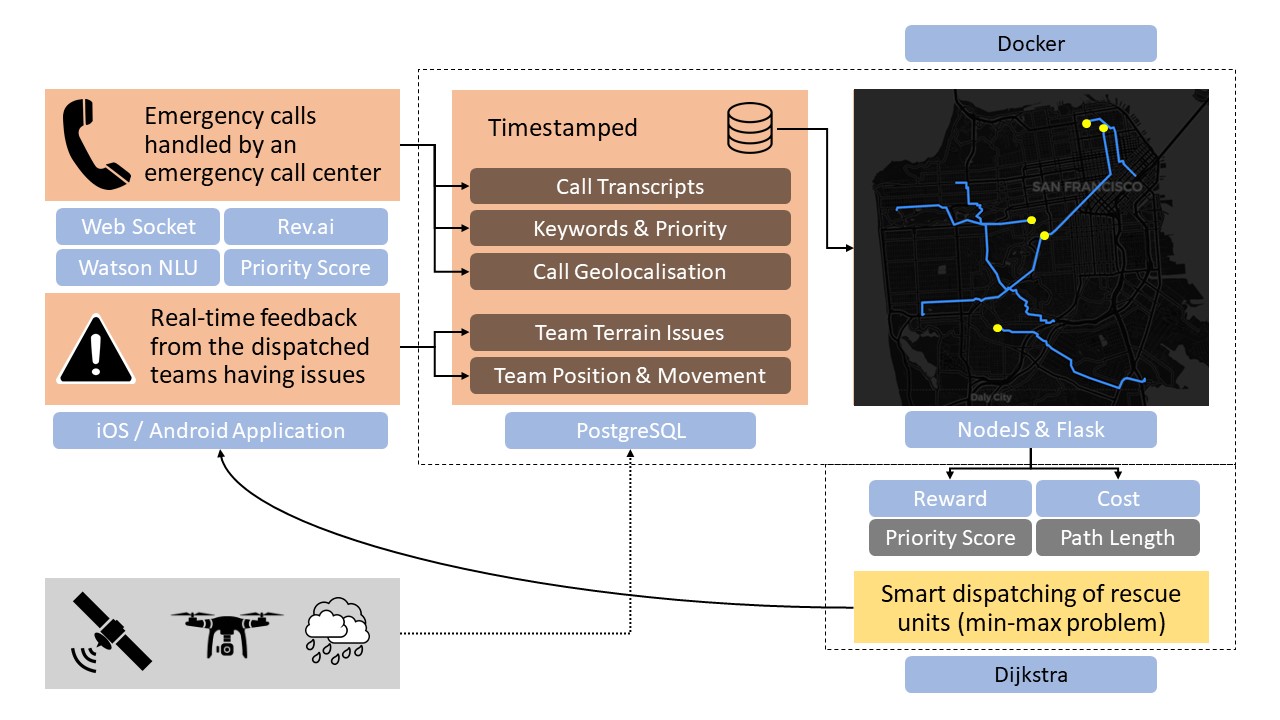 Docker
Emergency calls
handled by an
emergency call center
Web Socket
Rev.ai
Watson NLU
Priority Score
Real-time feedback
from the dispatched
teams having issues
iOS / Android Application
Timestamped
Call Transcripts
Keywords & Priority
Call Geolocalisation
Team Terrain Issues
Team Position & Movement
PostgreSQL
SAN FRANCISCO
Daly City
NodeJS & Flask
Reward
Cost
Priority Score
Path Length
Smart dispatching of rescue
units (min-max problem)
Dijkstra